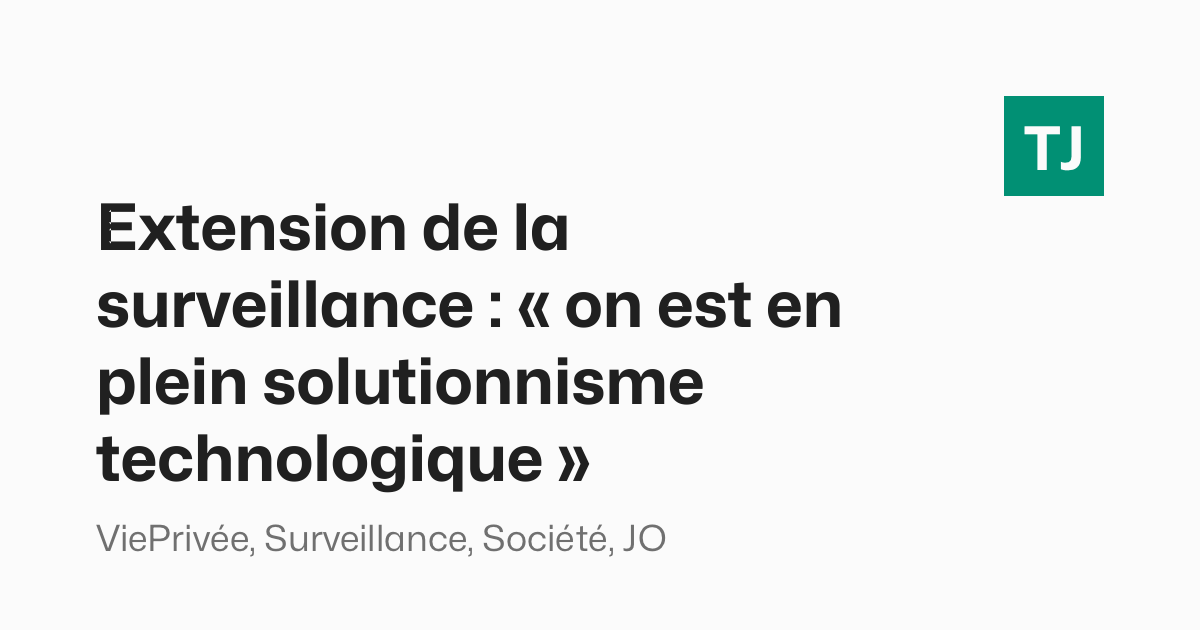 TJ
Extension de la
surveillance : « on est en
plein solutionnisme
technologique »
ViePrivée, Surveillance, Société, JO